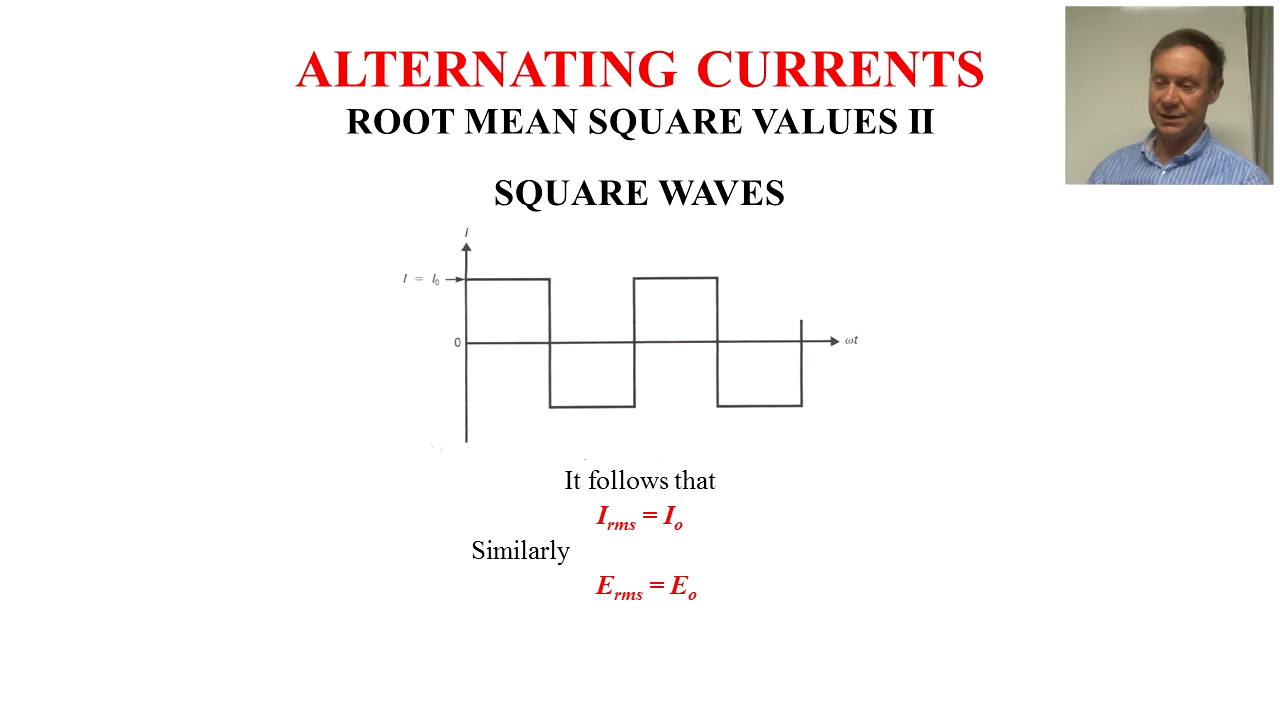 ALTERNATING CURRENTS
ROOT MEAN SQUARE VALUES II
SQUARE WAVES
I
I = I₀
0
ωt
It follows that
Iᵣₘₛ = Iₒ
Similarly
Eᵣₘₛ = Eₒ